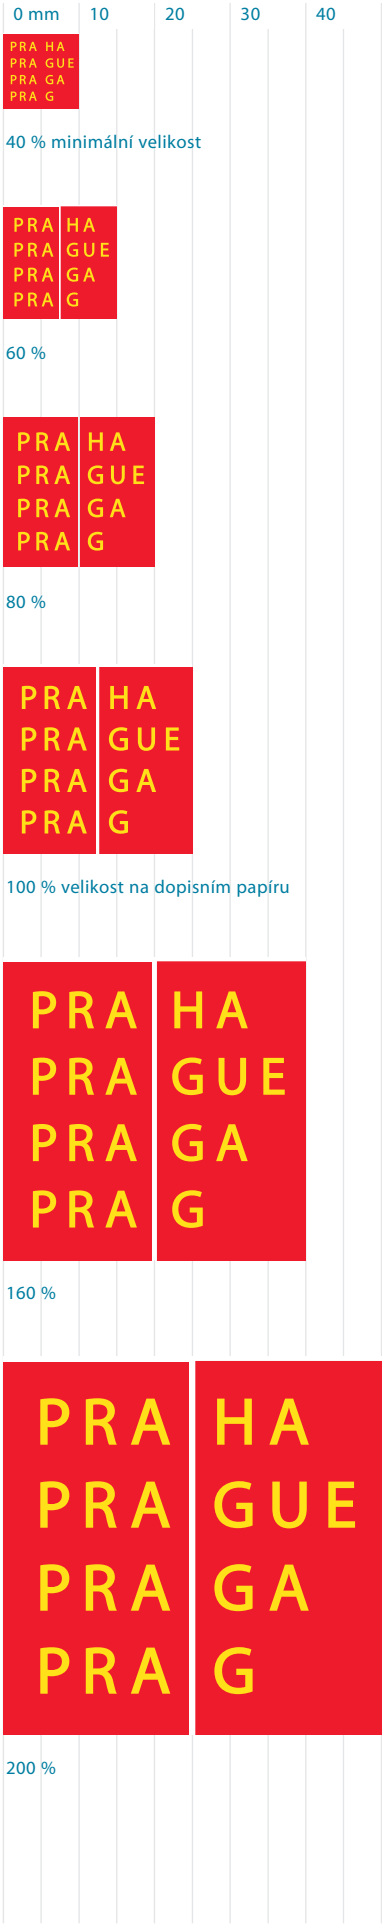 0 mm 10 20 30 40
PRA HA
PRA GUE
PRA GA
PRA G
40 % minimální velikost
PRA HA
PRA GUE
PRA GA
PRA G
60 %
PRA HA
PRA GUE
PRA GA
PRA G
80 %
PRA HA
PRA GUE
PRA GA
PRA G
100 % velikost na dopisním papíru
PRA HA
PRA GUE
PRA GA
PRA G
160 %
PRA HA
PRA GUE
PRA GA
PRA G
200 %